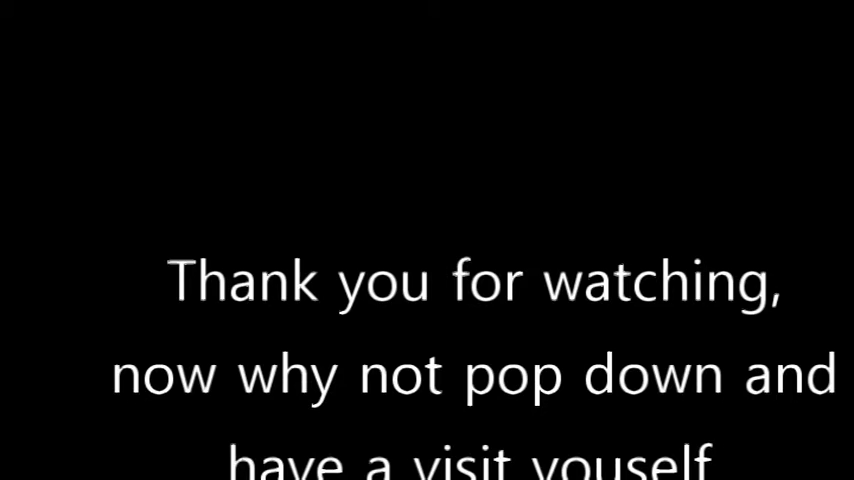 Thank you for watching,
now why not pop down and
have a visit youself